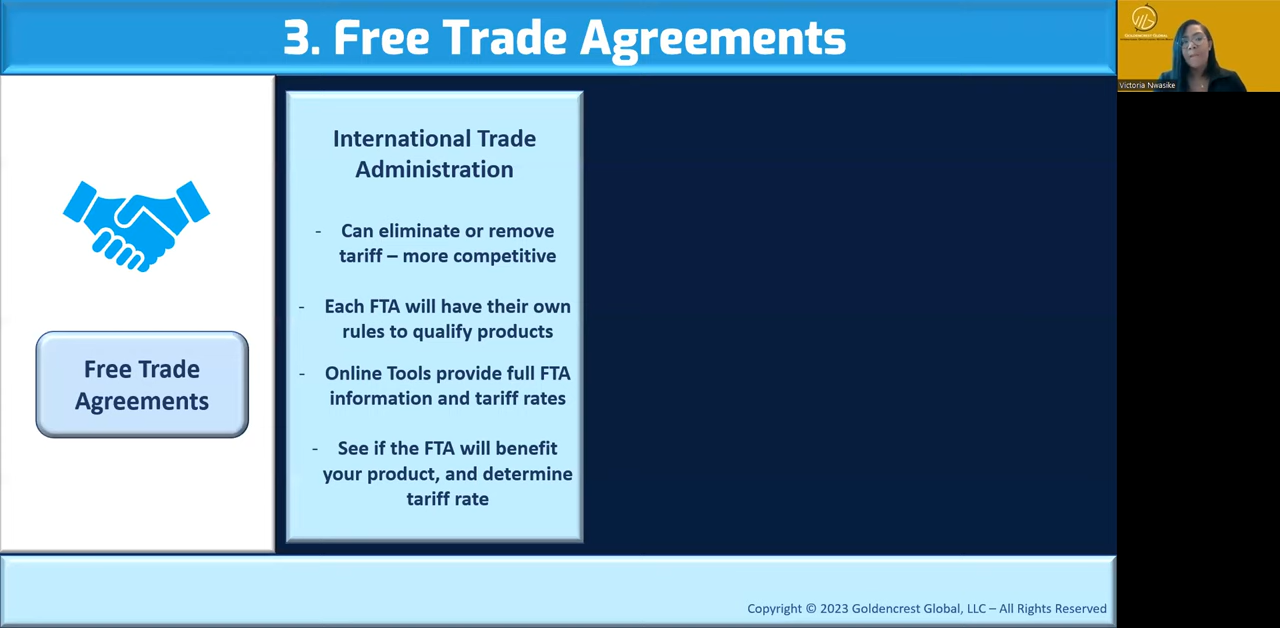 3. Free Trade Agreements
GOLDENCREST GLOBAL
Victoria Nwasike
International Trade
Administration
- Can eliminate or remove
tariff – more competitive
- Each FTA will have their own
rules to qualify products
- Online Tools provide full FTA
information and tariff rates
- See if the FTA will benefit
your product, and determine
tariff rate
Free Trade
Agreements
Copyright © 2023 Goldencrest Global, LLC – All Rights Reserved